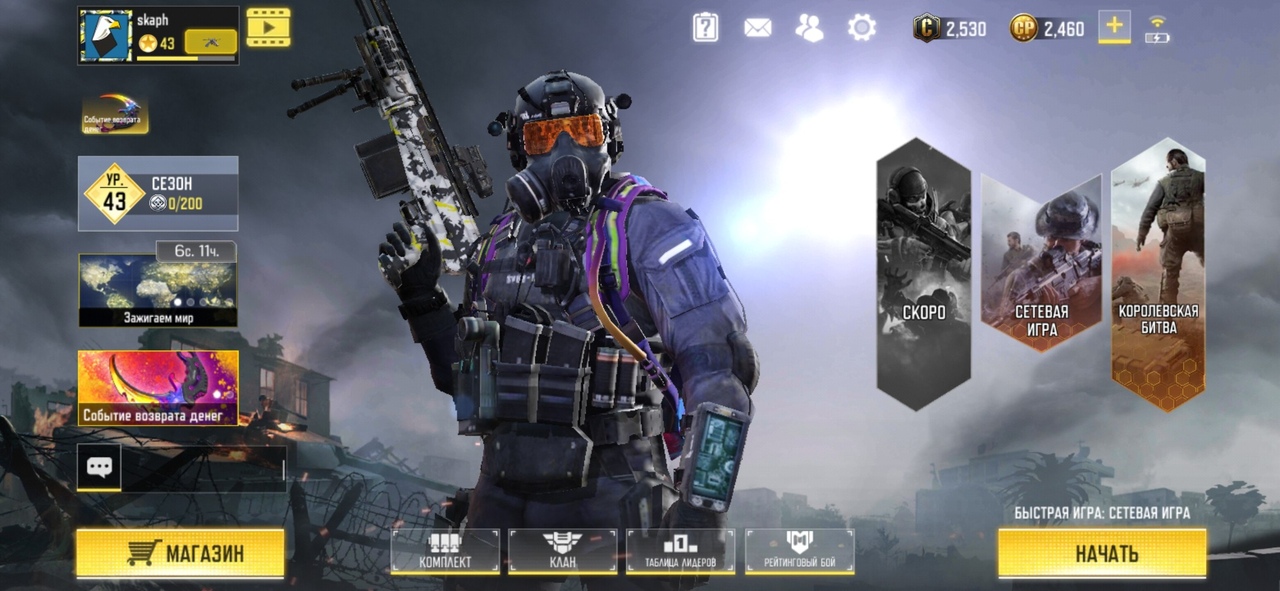 skaph
43
2,530
2,460
Событие возврата
денег
УР.
43
СЕЗОН
0/200
6с. 11ч.
Зажигаем мир
Событие возврата денег
СКОРО
СЕТЕВАЯ
ИГРА
КОРОЛЕВСКАЯ
БИТВА
БЫСТРАЯ ИГРА: СЕТЕВАЯ ИГРА
МАГАЗИН
КОМПЛЕКТ
КЛАН
ТАБЛИЦА ЛИДЕРОВ
РЕЙТИНГОВЫЙ БОЙ
НАЧАТЬ